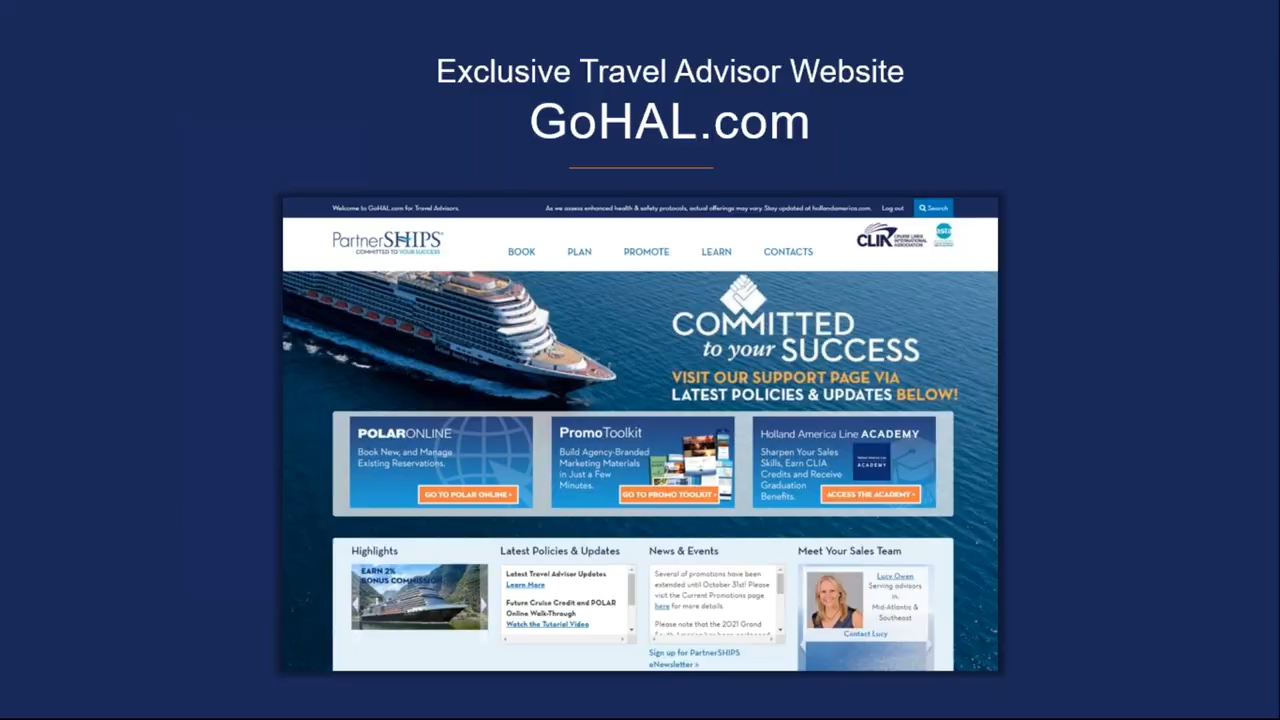 Exclusive Travel Advisor Website
GoHAL.com
Welcome to GoHAL.com for Travel Advisors.
As we assess enhanced health & safety protocols, actual offerings may vary. Stay updated at hollandamerica.com.
Log out
Search
PartnerSHIPS
COMMITTED TO YOUR SUCCESS
BOOK
PLAN
PROMOTE
LEARN
CONTACTS
CLIA
CRUISE LINES
INTERNATIONAL
ASSOCIATION
asta
COMMITTED
to your SUCCESS
VISIT OUR SUPPORT PAGE VIA
LATEST POLICIES & UPDATES BELOW!
POLARONLINE
Book New, and Manage
Existing Reservations.
GO TO POLAR ONLINE >
PromoToolkit
Build Agency-Branded
Marketing Materials
in Just a Few
Minutes.
GO TO PROMO TOOLKIT >
Holland America Line ACADEMY
Sharpen Your Sales
Skills, Earn CLIA
Credits and Receive
Graduation
Benefits.
Holland America Line
ACADEMY
ACCESS THE ACADEMY >
Highlights
EARN 2%
BONUS COMMISSION
Latest Policies & Updates
Latest Travel Advisor Updates
Learn More
Future Cruise Credit and POLAR
Online Walk-Through
Watch the Tutorial Video
News & Events
Several of promotions have been
extended until October 31st! Please
visit the Current Promotions page
here for more details.
Please note that the 2021 Grand
Sign up for PartnerSHIPS
eNewsletter >
Meet Your Sales Team
Lucy Owen
Serving advisors
in:
Mid-Atlantic &
Southeast
Contact Lucy